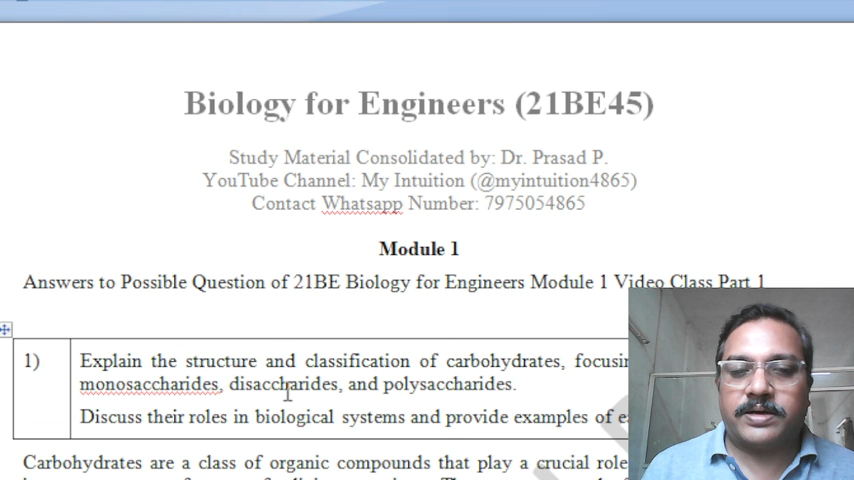 Biology for Engineers (21BE45)
Study Material Consolidated by: Dr. Prasad P.
YouTube Channel: My Intuition (@myintuition4865)
Contact Whatsapp Number: 7975054865
Module 1
Answers to Possible Question of 21BE Biology for Engineers Module 1 Video Class Part 1
1) Explain the structure and classification of carbohydrates,
monosaccharides, disaccharides, and polysaccharides.
Discuss their roles in biological systems and provide examples of
Carbohydrates are a class of organic compounds that play a crucial role